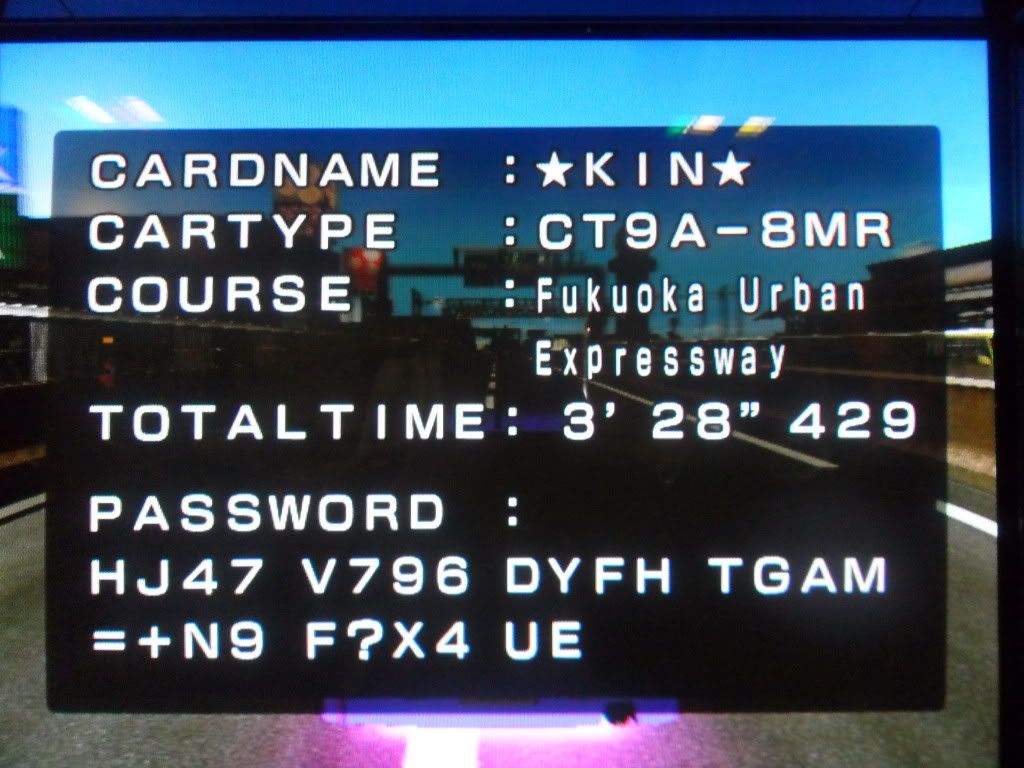 CARDNAME : ★KIN★
CARTYPE : CT9A-8MR
COURSE : Fukuoka Urban
Expressway
TOTALTIME: 3’ 28” 429
PASSWORD :
HJ47 V796 DYFH TGAM
=+N9 F?X4 UE